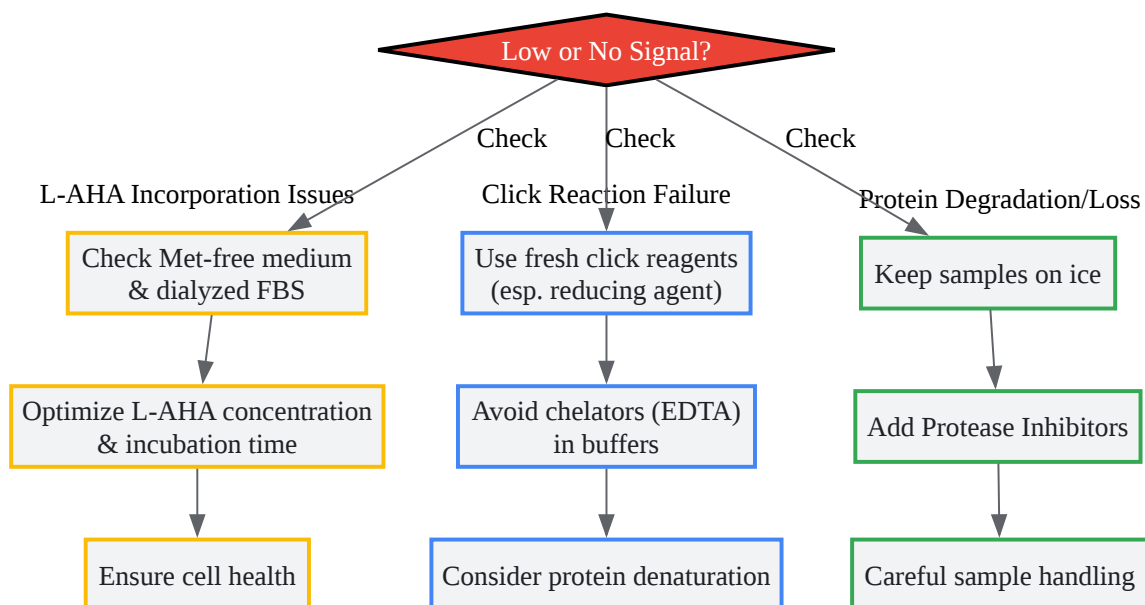 Low or No Signal?
Check
Check
Check
L-AHA Incorporation Issues
Click Reaction Failure
Protein Degradation/Loss
Check Met-free medium
& dialyzed FBS
Use fresh click reagents
(esp. reducing agent)
Keep samples on ice
Optimize L-AHA concentration
& incubation time
Avoid chelators (EDTA)
in buffers
Add Protease Inhibitors
Ensure cell health
Consider protein denaturation
Careful sample handling